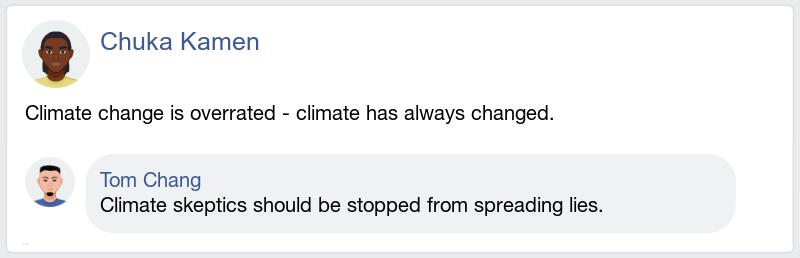 Chuka Kamen
Climate change is overrated - climate has always changed.
Tom Chang
Climate skeptics should be stopped from spreading lies.